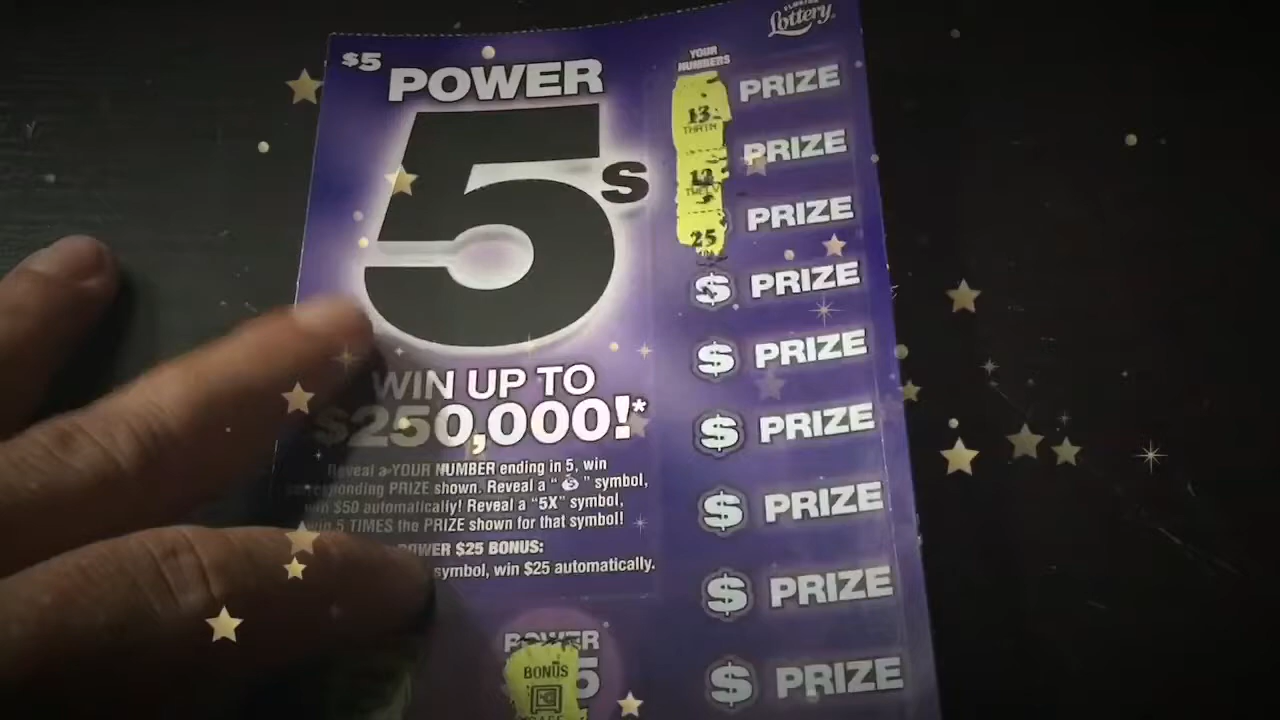 FLORIDA
Lottery
$5
POWER
5s
YOUR
NUMBERS
13
PRIZE
12
PRIZE
25
PRIZE
$ PRIZE
$ PRIZE
$ PRIZE
$ PRIZE
$ PRIZE
$ PRIZE
WIN UP TO
$250,000!*
Reveal a YOUR NUMBER ending in 5, win
corresponding PRIZE shown. Reveal a " " symbol,
win $50 automatically! Reveal a "5X" symbol,
win 5 TIMES the PRIZE shown for that symbol!
POWER $25 BONUS:
symbol, win $25 automatically.
POWER
BONUS